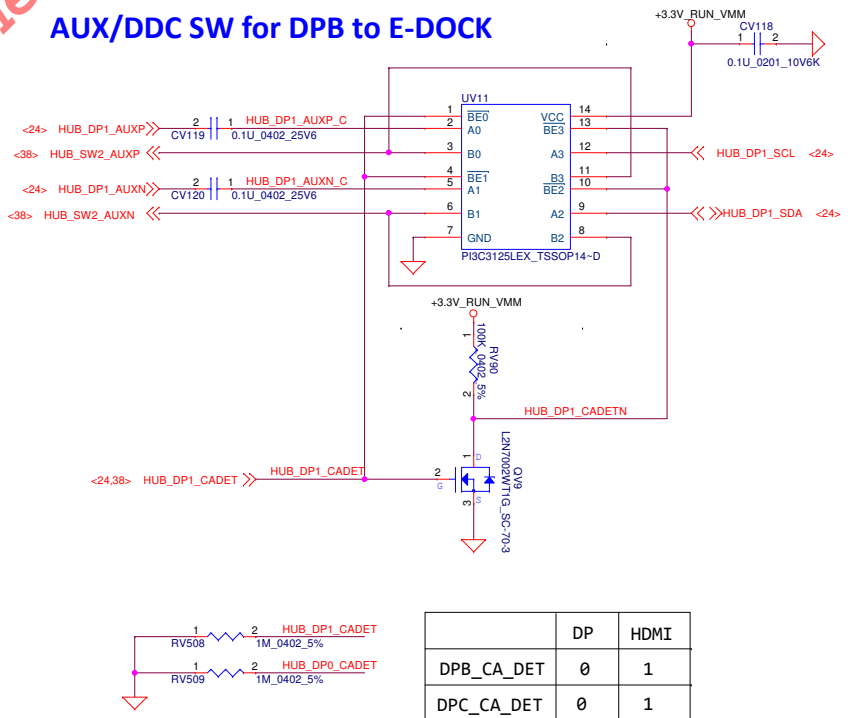 AUX/DDC SW for DPB to E-DOCK
+3.3V_RUN_VMM
CV118
1 2
0.1U_0201_10V6K
UV11
<24> HUB_DP1_AUXP 2 1 HUB_DP1_AUXP_C
CV119 0.1U_0402_25V6
<38> HUB_SW2_AUXP
<24> HUB_DP1_AUXN 2 1 HUB_DP1_AUXN_C
CV120 0.1U_0402_25V6
<38> HUB_SW2_AUXN
1 BE0 VCC 14
2 A0 BE3 13
3 B0 A3 12
4 BE1 B3 11
5 A1 BE2 10
6 B1 A2 9
7 GND B2 8
HUB_DP1_SCL <24>
HUB_DP1_SDA <24>
PI3C3125LEX_TSSOP14~D
+3.3V_RUN_VMM
1
RV90
100K_0402_5%
2
HUB_DP1_CADETN
1 D
<24,38> HUB_DP1_CADET HUB_DP1_CADET 2 G
3 S
QV9
L2N7002WT1G_SC-70-3
1 2 HUB_DP1_CADET
RV508 1M_0402_5%
1 2 HUB_DP0_CADET
RV509 1M_0402_5%
DP HDMI
DPB_CA_DET 0 1
DPC_CA_DET 0 1